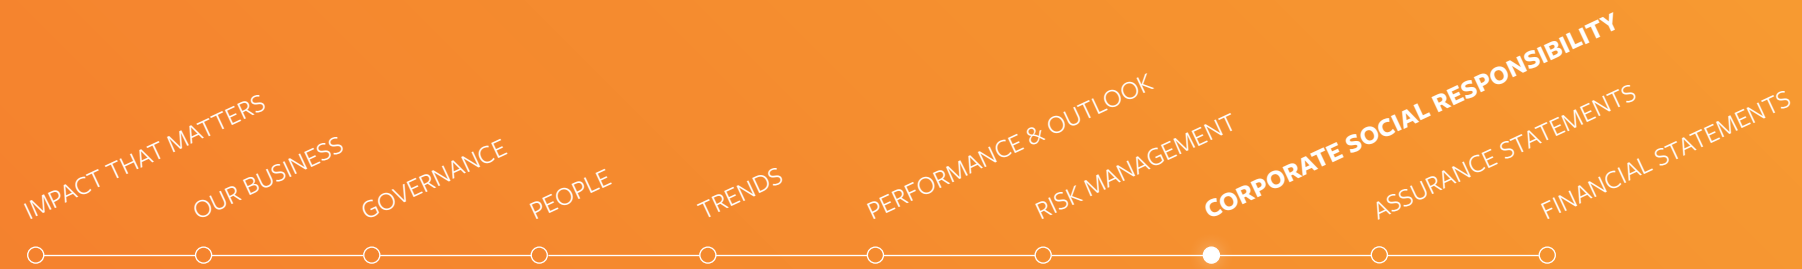 IMPACT THAT MATTERS
OUR BUSINESS
GOVERNANCE
PEOPLE
TRENDS
PERFORMANCE & OUTLOOK
RISK MANAGEMENT
CORPORATE SOCIAL RESPONSIBILITY
ASSURANCE STATEMENTS
FINANCIAL STATEMENTS